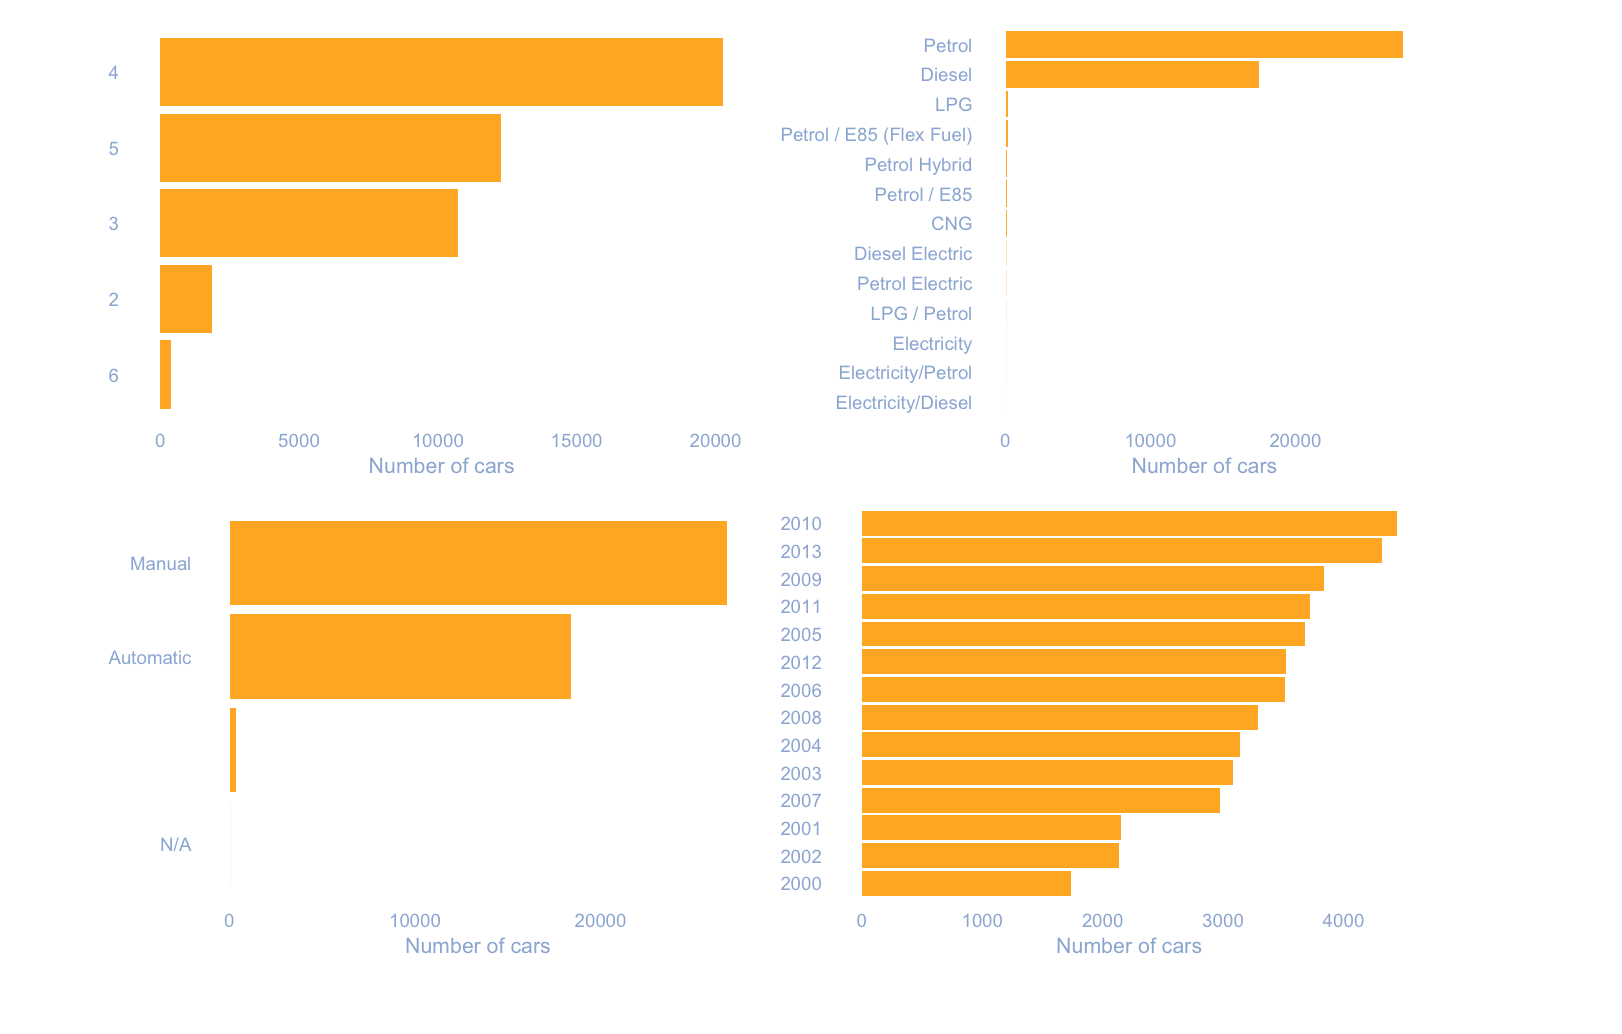 4
5
3
2
6
0 5000 10000 15000 20000
Number of cars
Petrol
Diesel
LPG
Petrol / E85 (Flex Fuel)
Petrol Hybrid
Petrol / E85
CNG
Diesel Electric
Petrol Electric
LPG / Petrol
Electricity
Electricity/Petrol
Electricity/Diesel
0 10000 20000
Number of cars
Manual
Automatic
N/A
0 10000 20000
Number of cars
2010
2013
2009
2011
2005
2012
2006
2008
2004
2003
2007
2001
2002
2000
0 1000 2000 3000 4000
Number of cars